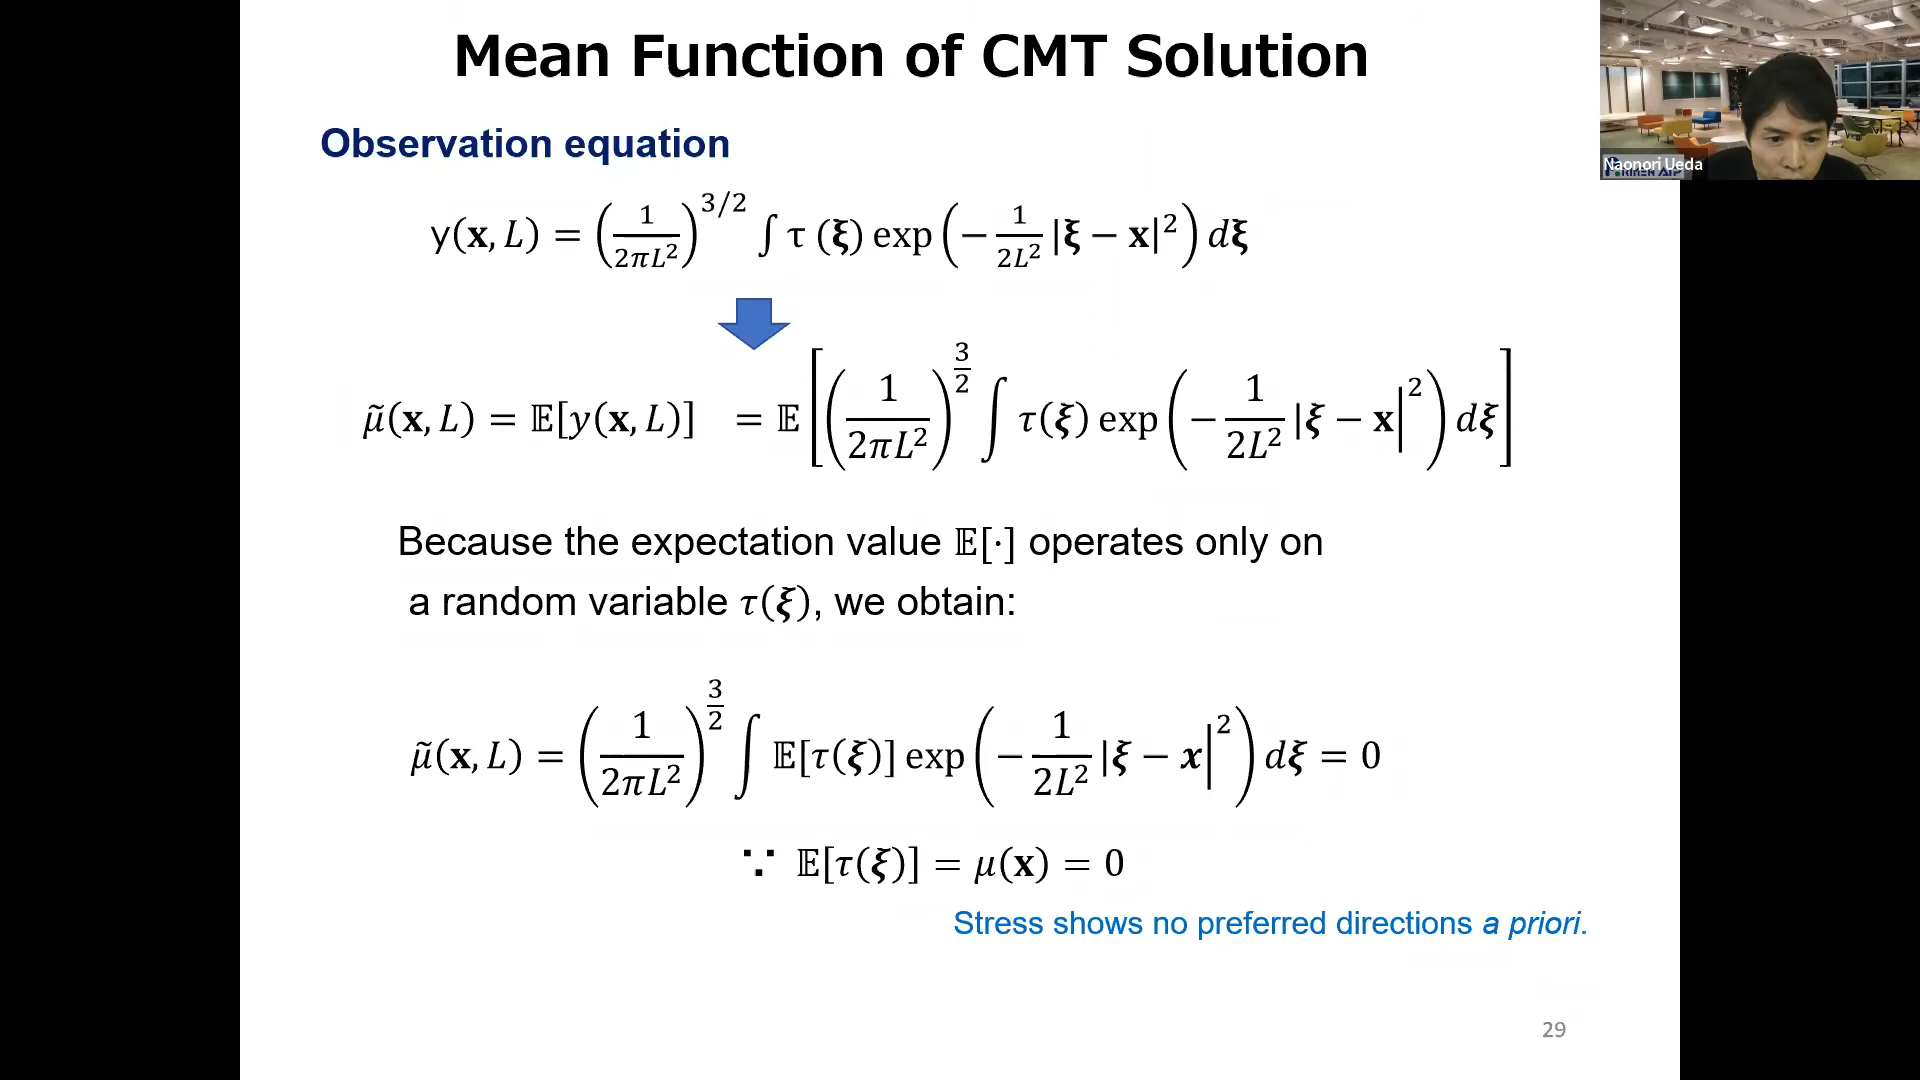 Mean Function of CMT Solution
Observation equation
y(𝐱, L) = (1/2πL²)^{3/2} ∫ τ (𝛏) exp (− 1/2L² |𝛏 − 𝐱|²) d𝛏
μ̃(𝐱, L) = 𝔼[y(𝐱, L)] = 𝔼[(1/2πL²)^{3/2} ∫ τ(𝝃) exp (− 1/2L² |𝝃 − 𝐱|²) d𝝃]
Because the expectation value 𝔼[·] operates only on
a random variable τ(𝝃), we obtain:
μ̃(𝐱, L) = (1/2πL²)^{3/2} ∫ 𝔼[τ(𝝃)] exp (− 1/2L² |𝝃 − 𝒙|²) d𝝃 = 0
∵ 𝔼[τ(𝝃)] = μ(𝐱) = 0
Stress shows no preferred directions a priori.
29
Naonori Ueda